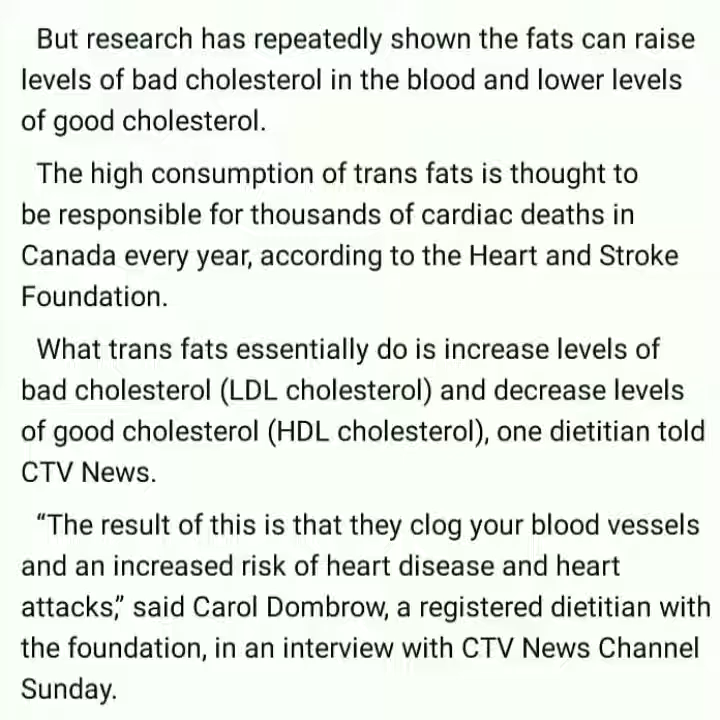 But research has repeatedly shown the fats can raise
levels of bad cholesterol in the blood and lower levels
of good cholesterol.
The high consumption of trans fats is thought to
be responsible for thousands of cardiac deaths in
Canada every year, according to the Heart and Stroke
Foundation.
What trans fats essentially do is increase levels of
bad cholesterol (LDL cholesterol) and decrease levels
of good cholesterol (HDL cholesterol), one dietitian told
CTV News.
“The result of this is that they clog your blood vessels
and an increased risk of heart disease and heart
attacks,” said Carol Dombrow, a registered dietitian with
the foundation, in an interview with CTV News Channel
Sunday.